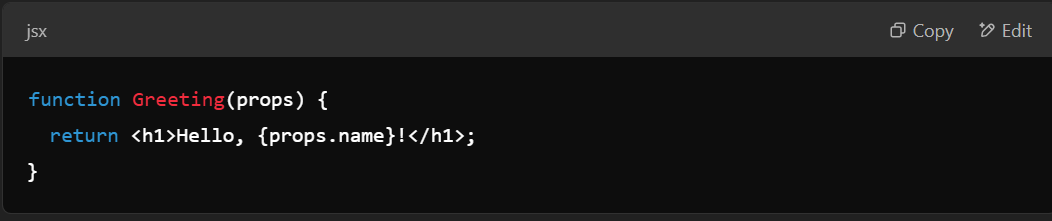 jsx
Copy
Edit
function Greeting(props) {
  return <h1>Hello, {props.name}!</h1>;
}